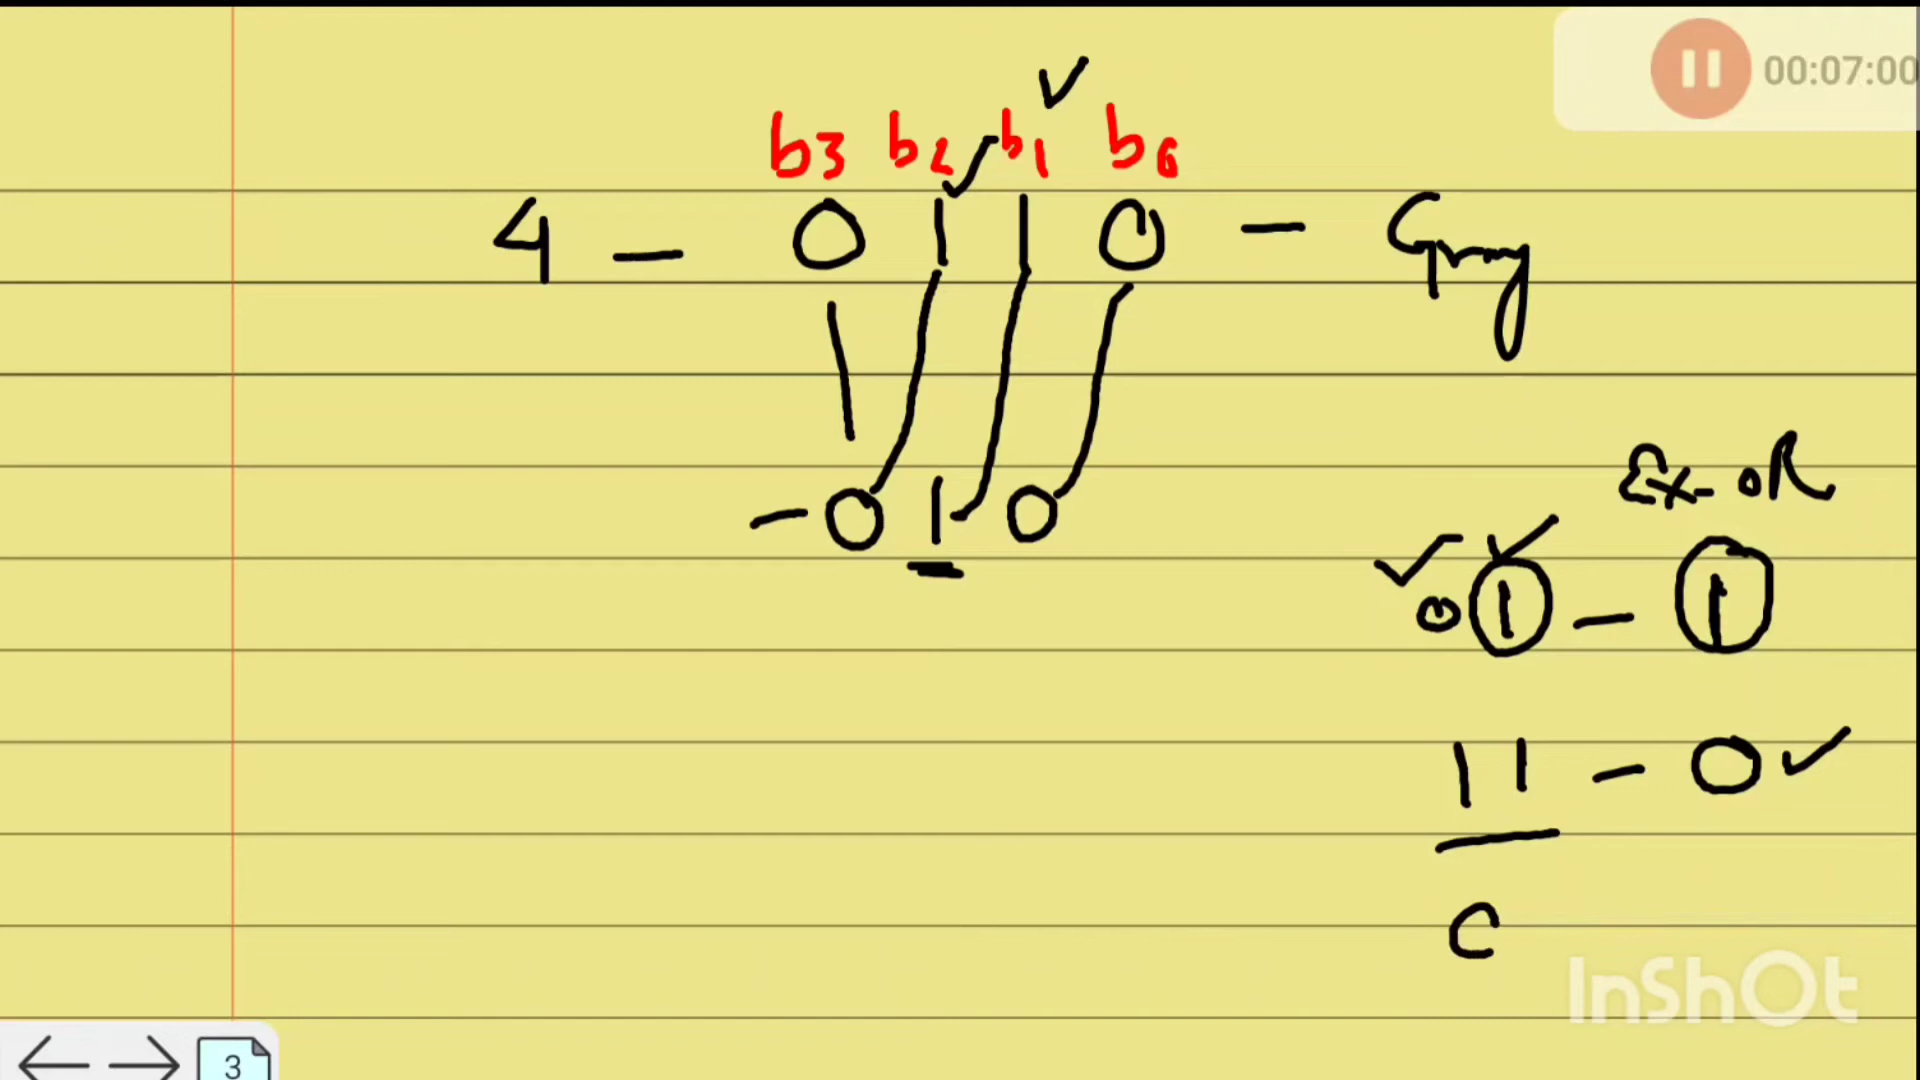 00:07:00
b3 b2 b1 b0
4 - 0 1 1 0 - Gray
Ex-OR
- 0 1 0
0 1 - 1
1 1 - 0
C
InShOt
3